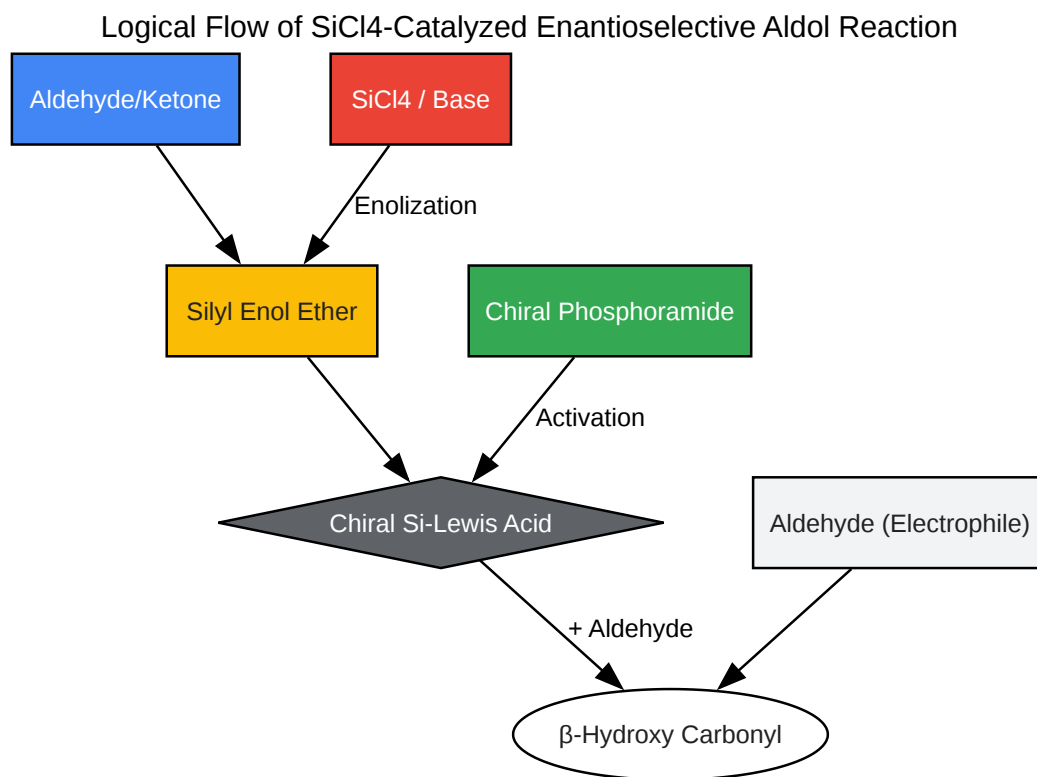 Logical Flow of SiCl4-Catalyzed Enantioselective Aldol Reaction
Aldehyde/Ketone
SiCl4 / Base
Enolization
Silyl Enol Ether
Chiral Phosphoramide
Activation
Chiral Si-Lewis Acid
Aldehyde (Electrophile)
+ Aldehyde
β-Hydroxy Carbonyl